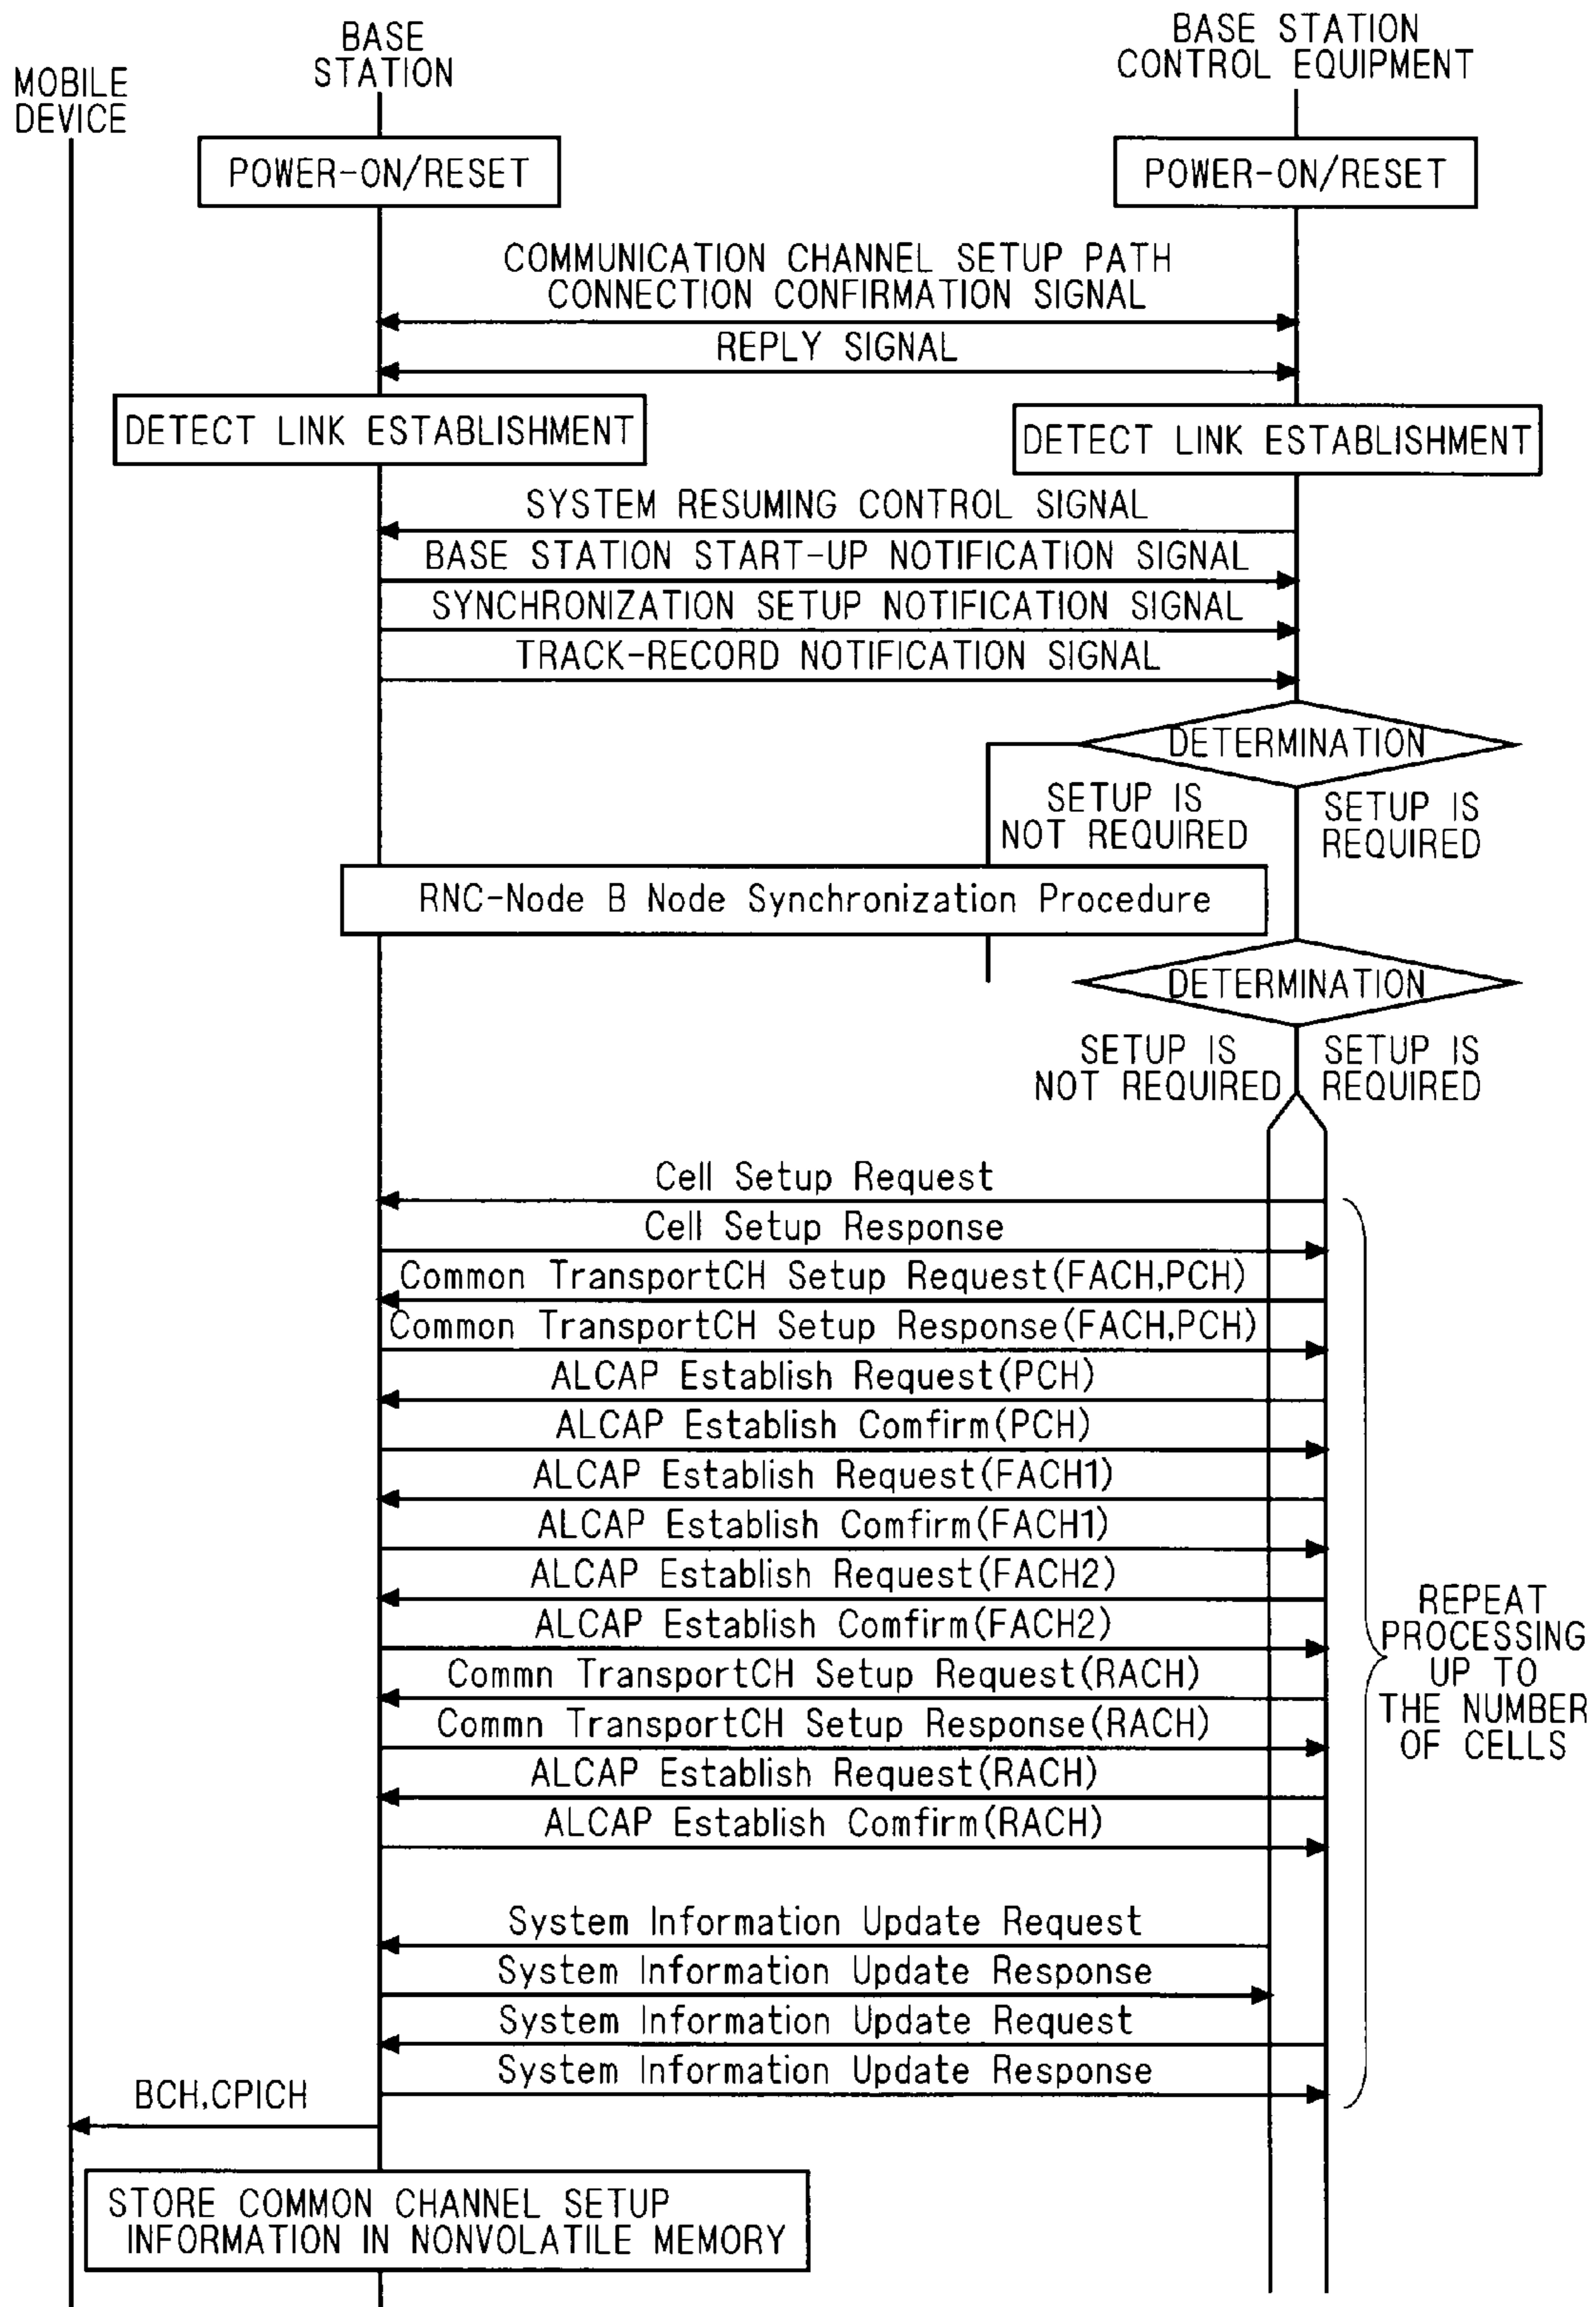 MOBILE
DEVICE
BASE
STATION
BASE STATION
CONTROL EQUIPMENT
POWER-ON/RESET
POWER-ON/RESET
COMMUNICATION CHANNEL SETUP PATH
CONNECTION CONFIRMATION SIGNAL
REPLY SIGNAL
DETECT LINK ESTABLISHMENT
DETECT LINK ESTABLISHMENT
SYSTEM RESUMING CONTROL SIGNAL
BASE STATION START-UP NOTIFICATION SIGNAL
SYNCHRONIZATION SETUP NOTIFICATION SIGNAL
TRACK-RECORD NOTIFICATION SIGNAL
DETERMINATION
SETUP IS
NOT REQUIRED
SETUP IS
REQUIRED
RNC-Node B Node Synchronization Procedure
DETERMINATION
SETUP IS
NOT REQUIRED
SETUP IS
REQUIRED
Cell Setup Request
Cell Setup Response
Common TransportCH Setup Request(FACH,PCH)
Common TransportCH Setup Response(FACH,PCH)
ALCAP Establish Request(PCH)
ALCAP Establish Comfirm(PCH)
ALCAP Establish Request(FACH1)
ALCAP Establish Comfirm(FACH1)
ALCAP Establish Request(FACH2)
ALCAP Establish Comfirm(FACH2)
Commn TransportCH Setup Request(RACH)
Commn TransportCH Setup Response(RACH)
ALCAP Establish Request(RACH)
ALCAP Establish Comfirm(RACH)
REPEAT
PROCESSING
UP TO
THE NUMBER
OF CELLS
System Information Update Request
System Information Update Response
System Information Update Request
System Information Update Response
BCH,CPICH
STORE COMMON CHANNEL SETUP
INFORMATION IN NONVOLATILE MEMORY